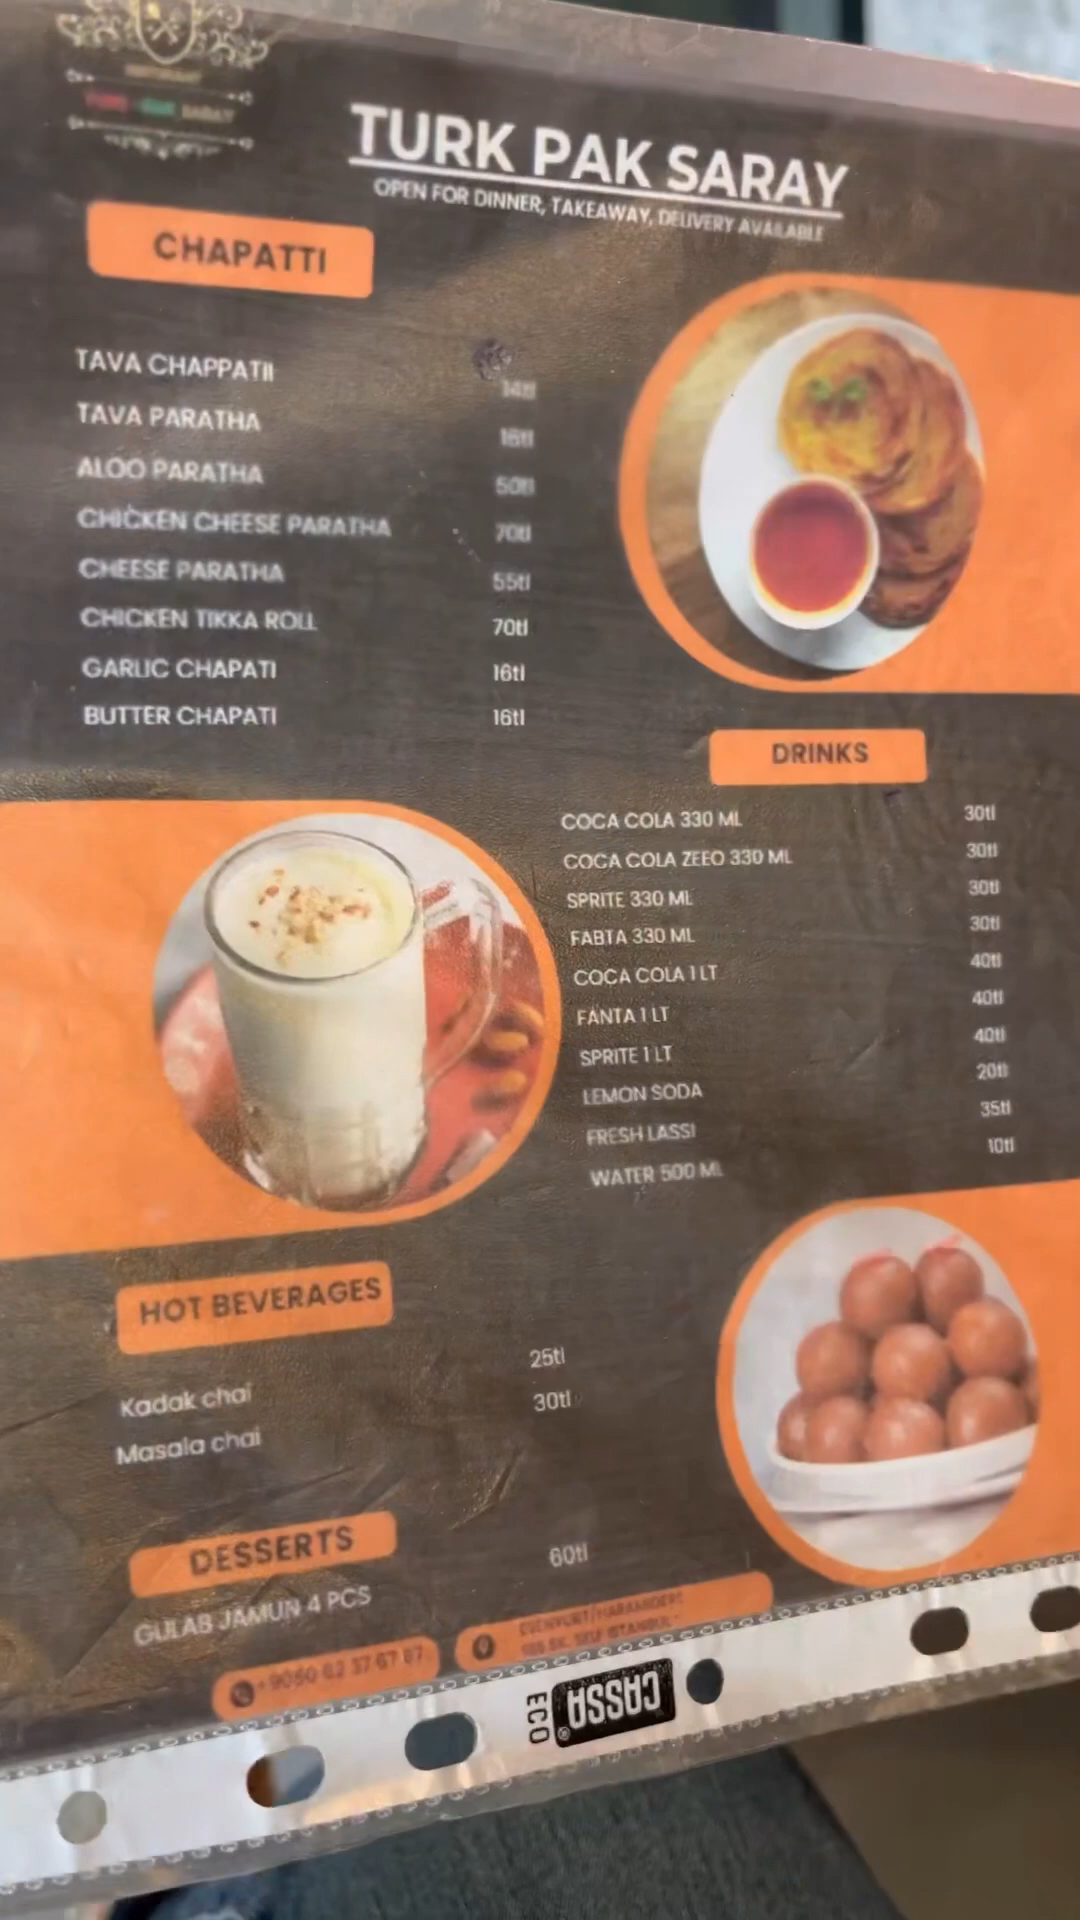 TURK PAK SARAY
TURK PAK SARAY
OPEN FOR DINNER, TAKEAWAY, DELIVERY AVAILABLE
CHAPATTI
TAVA CHAPPATII 14tl
TAVA PARATHA 16tl
ALOO PARATHA 50tl
CHICKEN CHEESE PARATHA 70tl
CHEESE PARATHA 55tl
CHICKEN TIKKA ROLL 70tl
GARLIC CHAPATI 16tl
BUTTER CHAPATI 16tl
DRINKS
COCA COLA 330 ML 30tl
COCA COLA ZEEO 330 ML 30tl
SPRITE 330 ML 30tl
FABTA 330 ML 30tl
COCA COLA 1 LT 40tl
FANTA 1 LT 40tl
SPRITE 1 LT 40tl
LEMON SODA 20tl
FRESH LASSI 35tl
WATER 500 ML 10tl
HOT BEVERAGES
Kadak chai 25tl
Masala chai 30tl
DESSERTS
GULAB JAMUN 4 PCS 60tl
CASSA
ECO